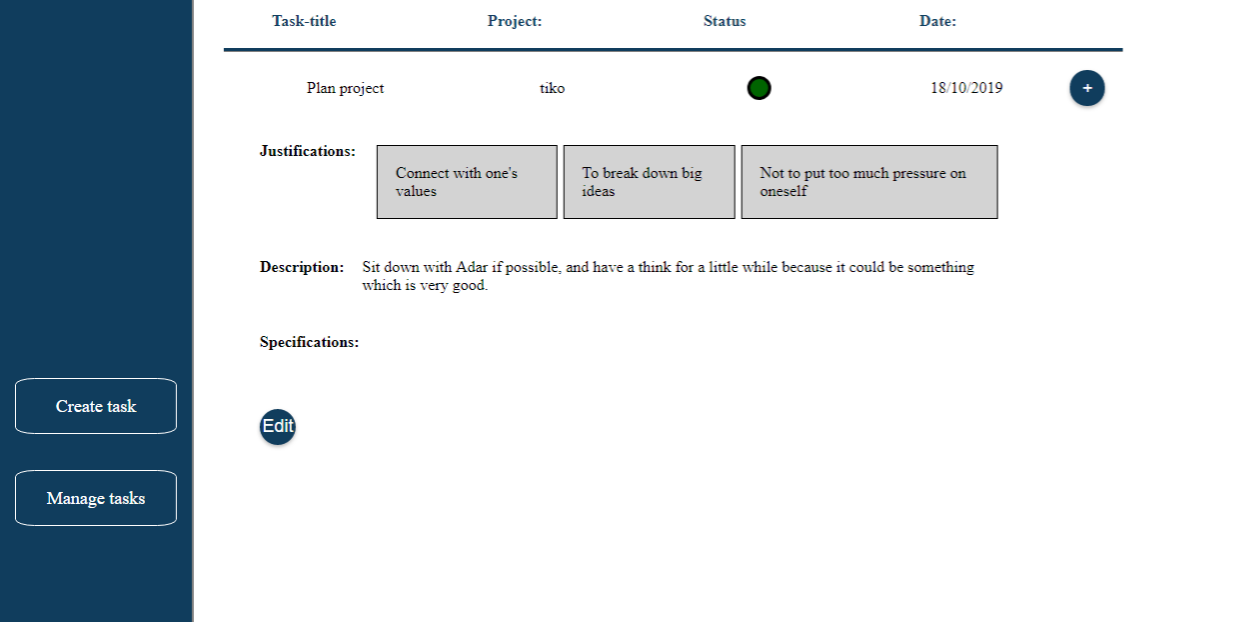 Task-title Project: Status Date:
Plan project tiko 18/10/2019 +
Justifications:
Connect with one's
values
To break down big
ideas
Not to put too much pressure on
oneself
Description: Sit down with Adar if possible, and have a think for a little while because it could be something
which is very good.
Specifications:
Create task
Edit
Manage tasks